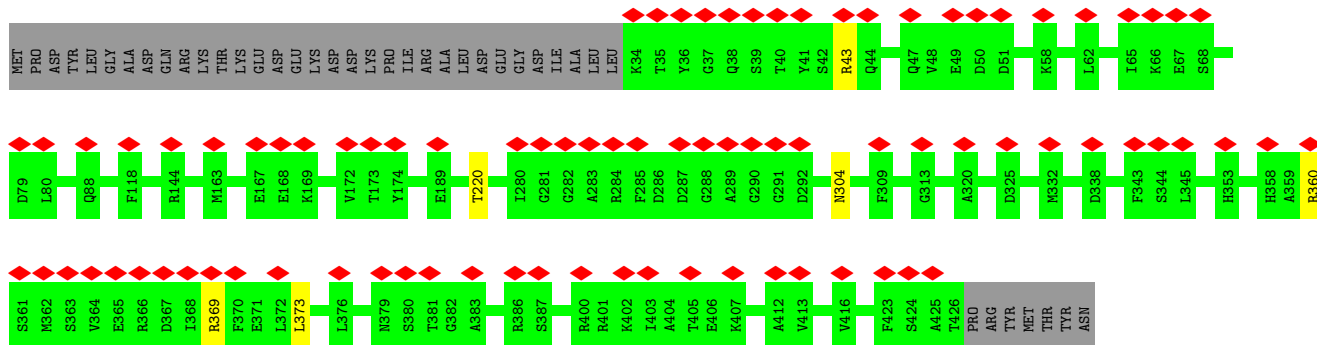 MET PRO ASP TYR LEU GLY ALA ASP GLN ARG LYS THR LYS GLU ASP GLU LYS ASP ASP LYS PRO ILE ARG ALA LEU ASP GLU GLY ASP ILE ALA LEU LEU K34 T35 Y36 G37 Q38 S39 T40 Y41 S42 R43 Q44 Q47 V48 E49 D50 D51 K58 L62 I65 K66 E67 S68
D79 L80 Q88 F118 R144 M163 E167 E168 K169 V172 T173 Y174 E189 T220 I280 G281 G282 A283 R284 F285 D286 D287 G288 A289 G290 G291 D292 N304 F309 G313 A320 D325 M332 D338 F343 S344 L345 H353 H358 A359 R360
S361 M362 S363 V364 E365 R366 D367 I368 R369 F370 E371 L372 L373 L376 N379 S380 T381 G382 A383 R386 S387 R400 R401 K402 I403 A404 T405 E406 K407 A412 V413 V416 F423 S424 A425 T426 PRO ARG TYR MET THR TYR ASN